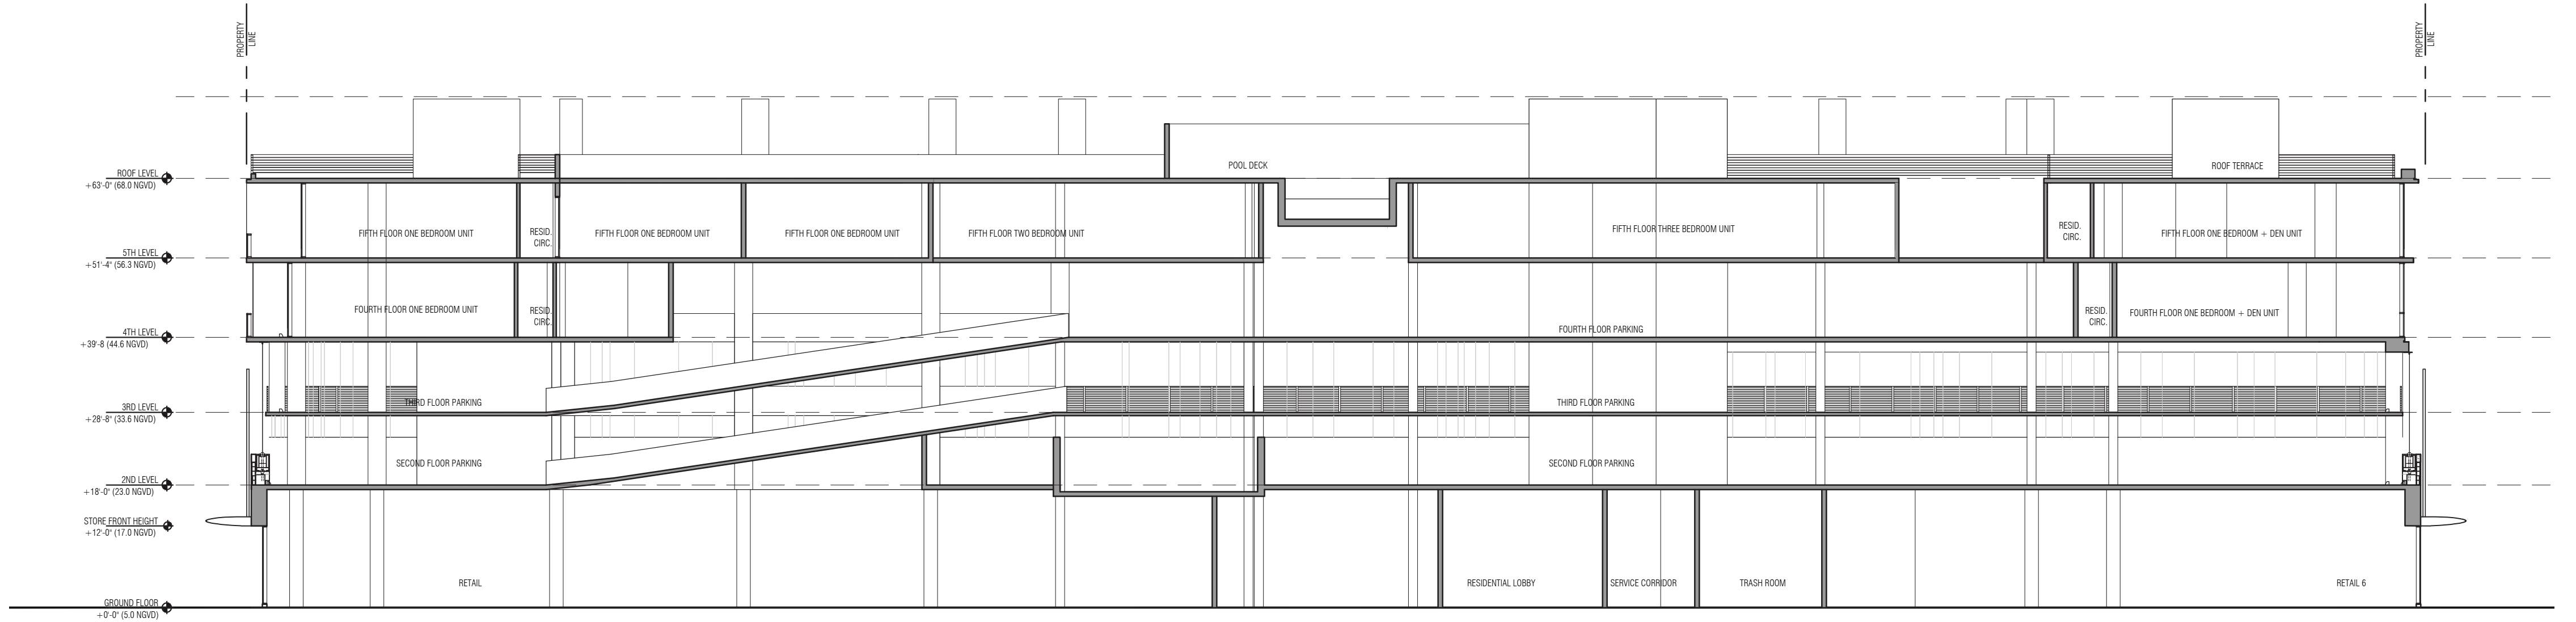 PROPERTY
LINE
PROPERTY
LINE
POOL DECK
ROOF TERRACE
ROOF LEVEL
+63'-0" (68.0 NGVD)
FIFTH FLOOR ONE BEDROOM UNIT
RESID.
CIRC.
FIFTH FLOOR ONE BEDROOM UNIT
FIFTH FLOOR ONE BEDROOM UNIT
FIFTH FLOOR TWO BEDROOM UNIT
FIFTH FLOOR THREE BEDROOM UNIT
RESID.
CIRC.
FIFTH FLOOR ONE BEDROOM + DEN UNIT
5TH LEVEL
+51'-4" (56.3 NGVD)
FOURTH FLOOR ONE BEDROOM UNIT
RESID.
CIRC.
FOURTH FLOOR PARKING
RESID.
CIRC.
FOURTH FLOOR ONE BEDROOM + DEN UNIT
4TH LEVEL
+39'-8 (44.6 NGVD)
THIRD FLOOR PARKING
THIRD FLOOR PARKING
3RD LEVEL
+28'-8" (33.6 NGVD)
SECOND FLOOR PARKING
SECOND FLOOR PARKING
2ND LEVEL
+18'-0" (23.0 NGVD)
STORE FRONT HEIGHT
+12'-0" (17.0 NGVD)
RETAIL
RESIDENTIAL LOBBY
SERVICE CORRIDOR
TRASH ROOM
RETAIL 6
GROUND FLOOR
+0'-0" (5.0 NGVD)